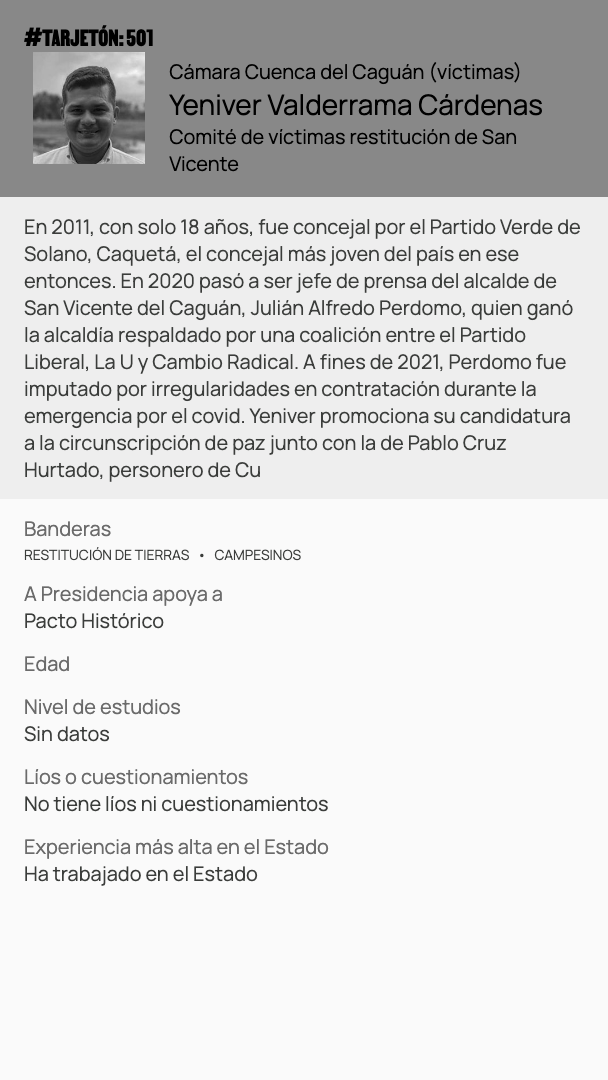 #TARJETÓN: 501
Cámara Cuenca del Caguán (víctimas)
Yeniver Valderrama Cárdenas
Comité de víctimas restitución de San
Vicente
En 2011, con solo 18 años, fue concejal por el Partido Verde de
Solano, Caquetá, el concejal más joven del país en ese
entonces. En 2020 pasó a ser jefe de prensa del alcalde de
San Vicente del Caguán, Julián Alfredo Perdomo, quien ganó
la alcaldía respaldado por una coalición entre el Partido
Liberal, La U y Cambio Radical. A fines de 2021, Perdomo fue
imputado por irregularidades en contratación durante la
emergencia por el covid. Yeniver promociona su candidatura
a la circunscripción de paz junto con la de Pablo Cruz
Hurtado, personero de Cu
Banderas
RESTITUCIÓN DE TIERRAS • CAMPESINOS
A Presidencia apoya a
Pacto Histórico
Edad
Nivel de estudios
Sin datos
Líos o cuestionamientos
No tiene líos ni cuestionamientos
Experiencia más alta en el Estado
Ha trabajado en el Estado